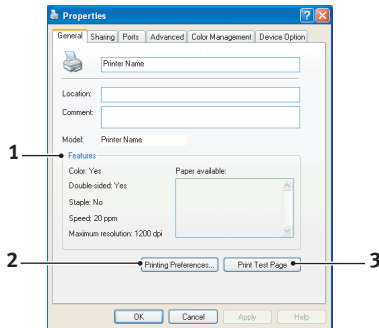 Properties
General Sharing Ports Advanced Color Management Device Option
Printer Name
Location:
Comment:
Model: Printer Name
1
Features
Color: Yes Paper available:
Double-sided: Yes
Staple: No
Speed: 20 ppm
Maximum resolution: 1200 dpi
2 Printing Preferences... Print Test Page 3
OK Cancel Apply Help